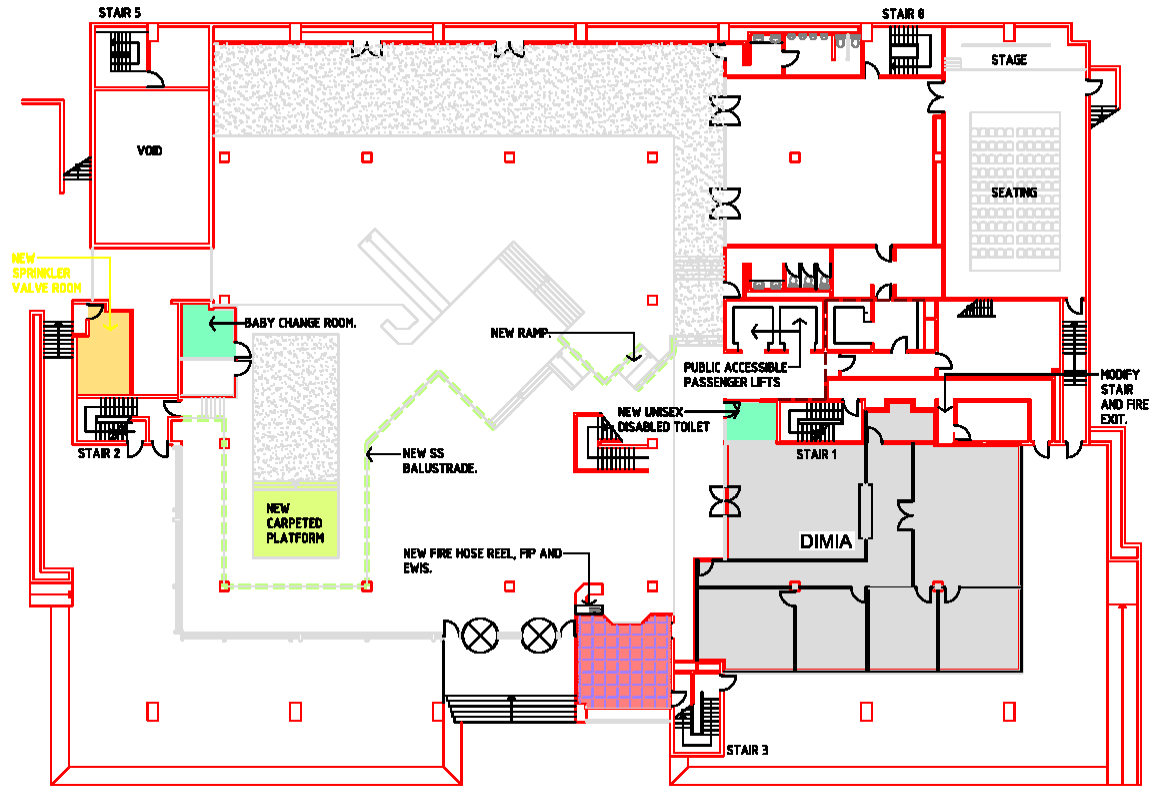 STAIR 5
STAIR 6
STAGE
VOID
SEATING
NEW
SPRINKLER
VALVE ROOM
BABY CHANGE ROOM.
NEW RAMP.
PUBLIC ACCESSIBLE
PASSENGER LIFTS
MODIFY
STAIR
AND FIRE
EXIT.
NEW UNISEX
DISABLED TOILET
STAIR 2
NEW SS
BALUSTRADE.
STAIR 1
NEW
CARPETED
PLATFORM
DIMIA
NEW FIRE HOSE REEL, FIP AND
EWIS.
STAIR 3